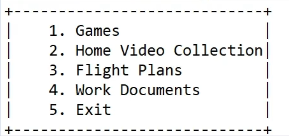 +----------------------------+
|    1. Games                |
|    2. Home Video Collection|
|    3. Flight Plans         |
|    4. Work Documents       |
|    5. Exit                 |
+----------------------------+